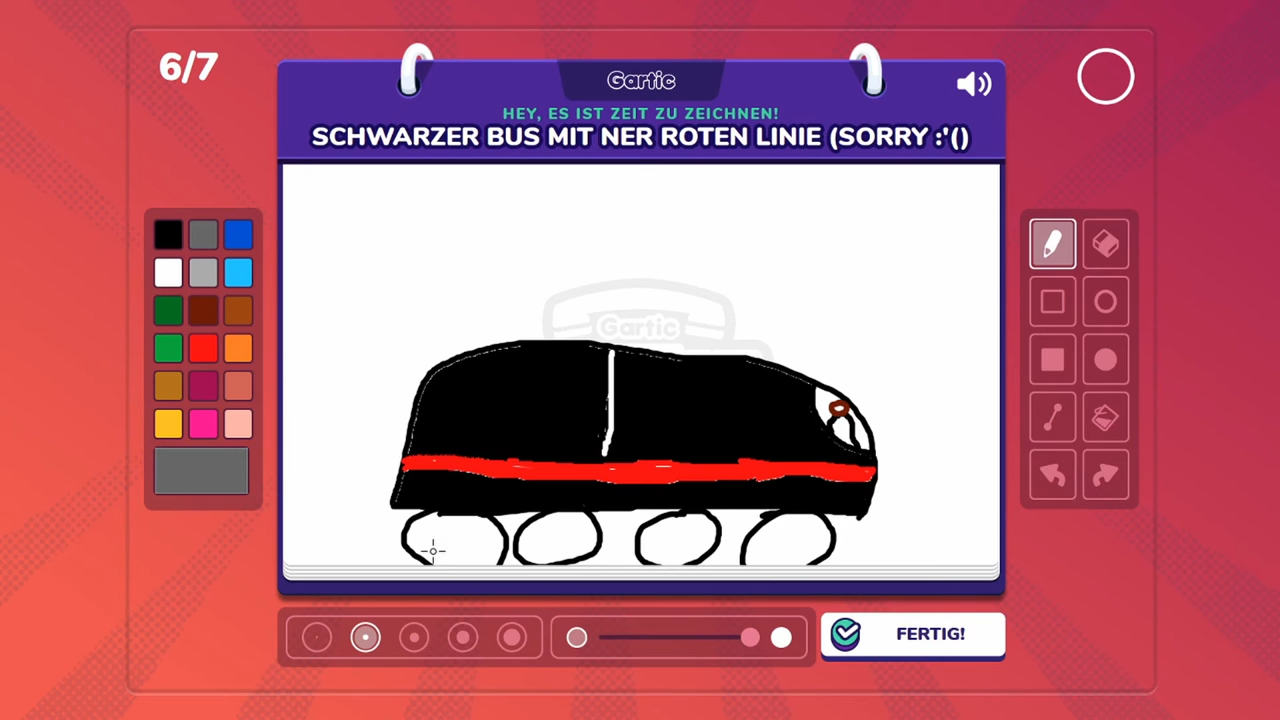 6/7
Gartic
HEY, ES IST ZEIT ZU ZEICHNEN!
SCHWARZER BUS MIT NER ROTEN LINIE (SORRY :'()
Gartic
FERTIG!